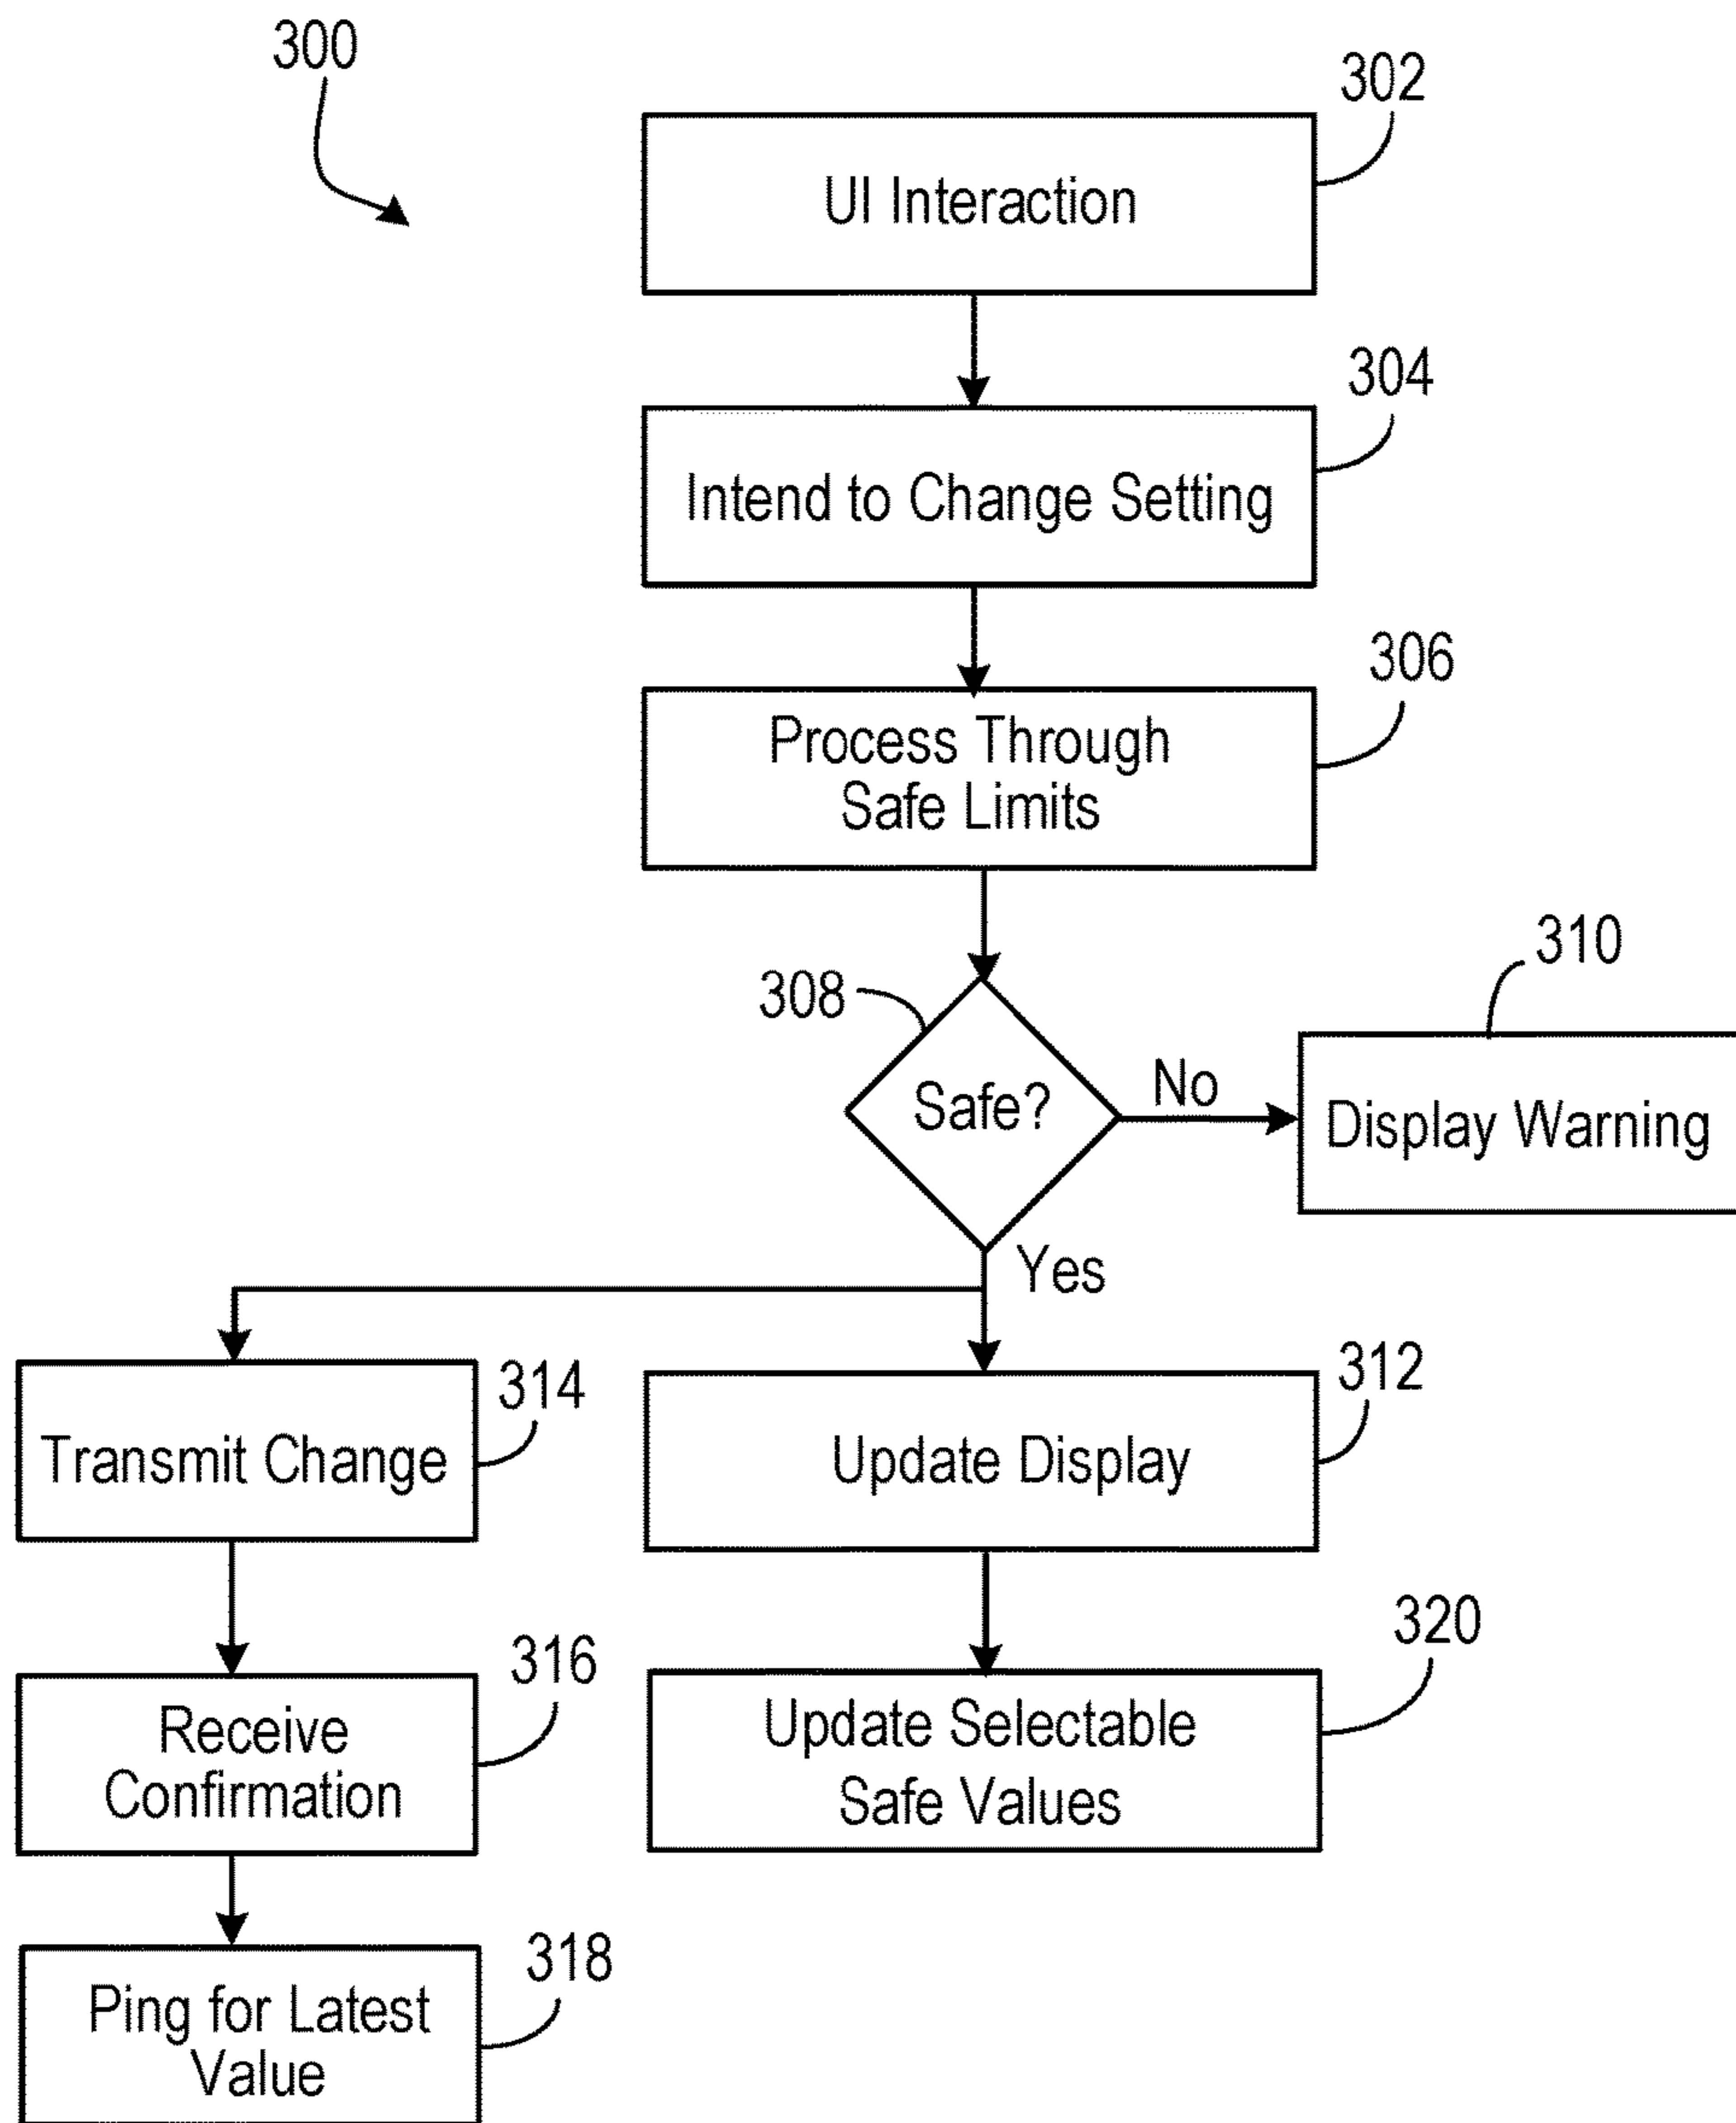 300
302
UI Interaction
304
Intend to Change Setting
306
Process Through
Safe Limits
308
Safe?
No
310
Display Warning
Yes
314
Transmit Change
312
Update Display
316
Receive
Confirmation
320
Update Selectable
Safe Values
318
Ping for Latest
Value